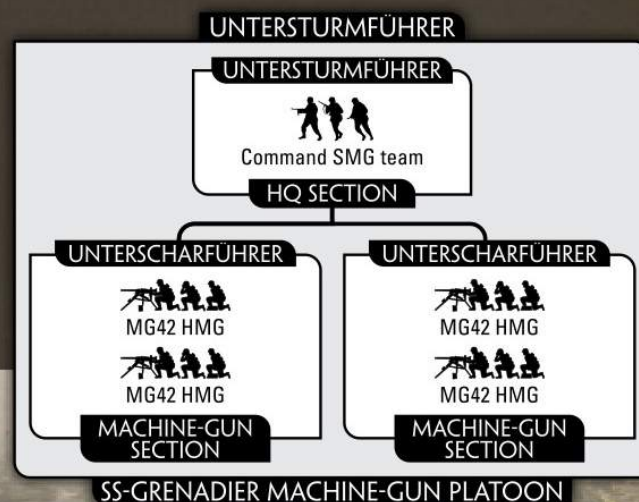 UNTERSTURMFÜHRER
UNTERSTURMFÜHRER
Command SMG team
HQ SECTION
UNTERSCHARFÜHRER
MG42 HMG
MG42 HMG
MACHINE-GUN
SECTION
UNTERSCHARFÜHRER
MG42 HMG
MG42 HMG
MACHINE-GUN
SECTION
SS-GRENADIER MACHINE-GUN PLATOON